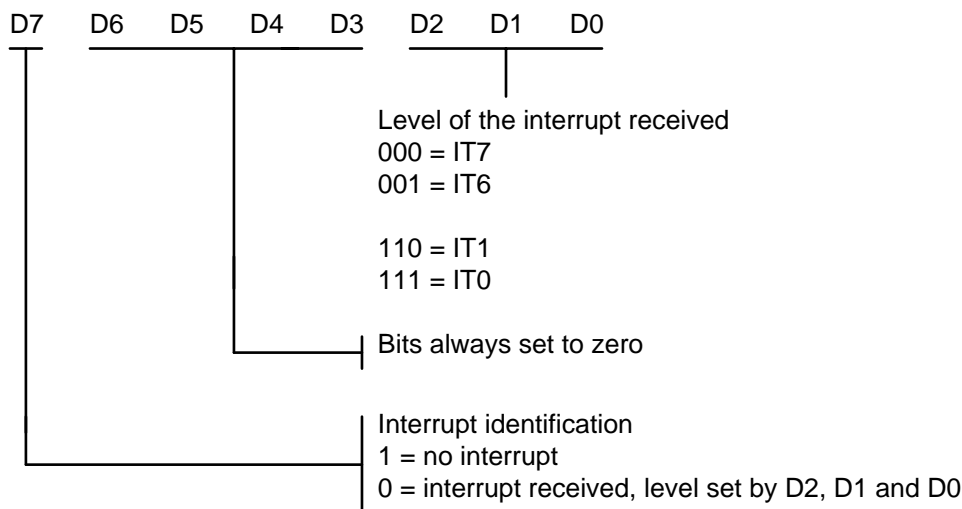 D7 D6 D5 D4 D3 D2 D1 D0
Level of the interrupt received
000 = IT7
001 = IT6
110 = IT1
111 = IT0
Bits always set to zero
Interrupt identification
1 = no interrupt
0 = interrupt received, level set by D2, D1 and D0